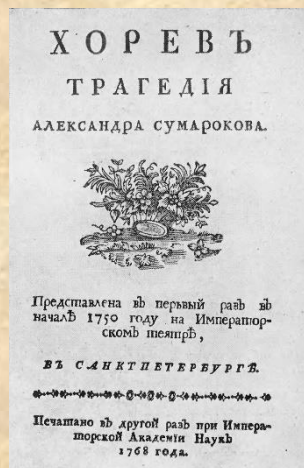 ХОРЕВЪ
ТРАГЕДІЯ
АЛЕКСАНДРА СУМАРОКОВА.
Представлена въ перьвый разъ въ
началѣ 1750 году на Император-
скомъ театрѣ,
ВЪ САНКТПЕТЕРБУРГѢ.
Печатано въ другой разъ при Импера-
торской Академіи Наукъ
1768 года.